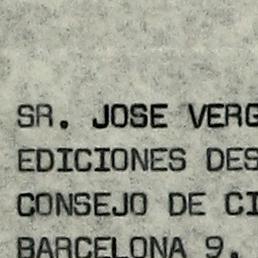 SR. JOSE VERG
EDICIONES DES
CONSEJO DE CI
BARCELONA 9.